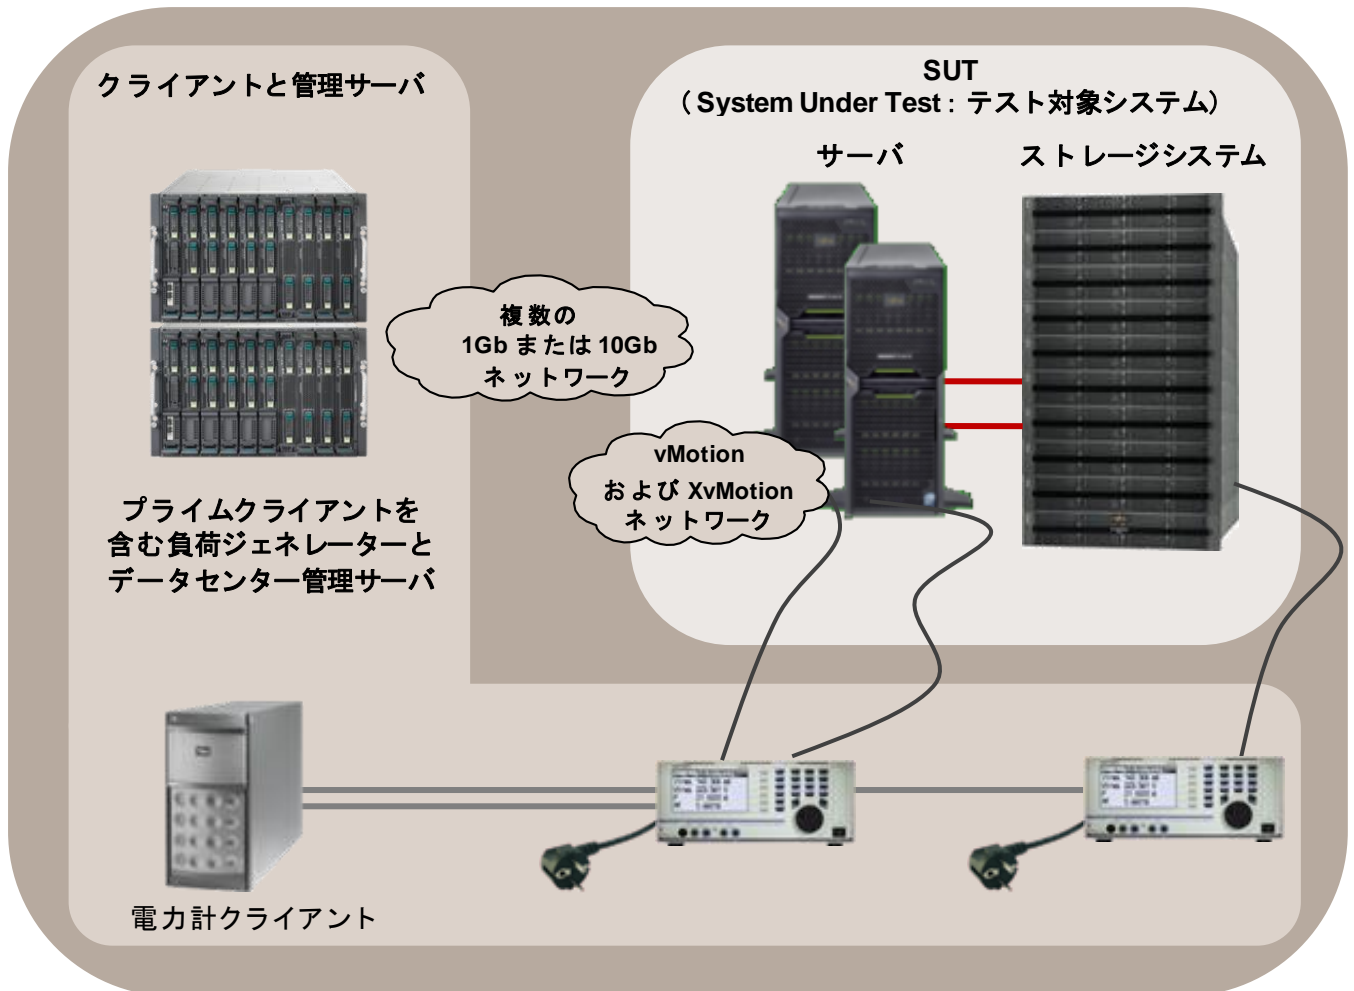 クライアントと管理サーバ
SUT
（System Under Test：テスト対象システム）
サーバ
ストレージシステム
複数の
1Gb または 10Gb
ネットワーク
vMotion
および XvMotion
ネットワーク
プライムクライアントを
含む負荷ジェネレーターと
データセンター管理サーバ
電力計クライアント